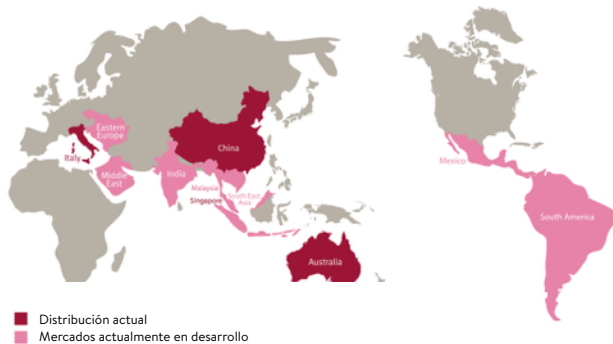 Eastern
Europe
Italy
Middle
East
China
India
Malaysia
Singapore
South East
Asia
Australia
Mexico
South America
Distribución actual
Mercados actualmente en desarrollo